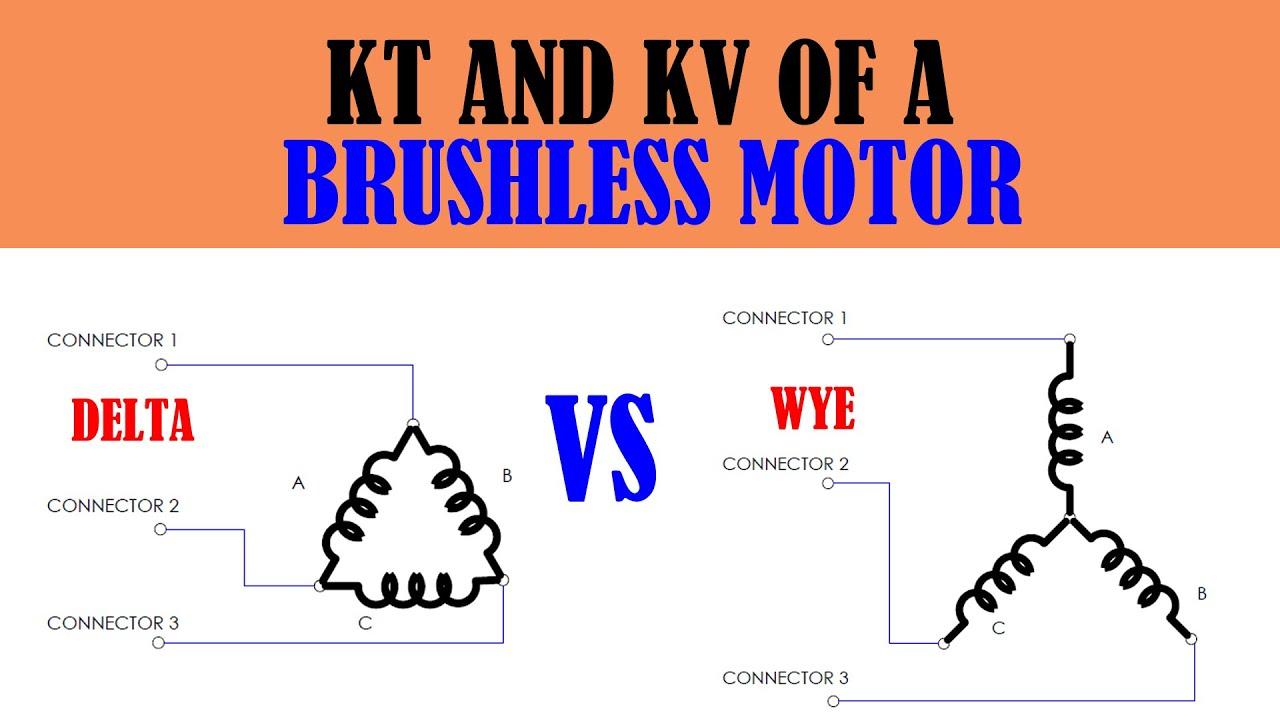 KT AND KV OF A
BRUSHLESS MOTOR
CONNECTOR 1
DELTA
A
B
CONNECTOR 2
C
CONNECTOR 3
VS
CONNECTOR 1
WYE
A
CONNECTOR 2
B
C
CONNECTOR 3